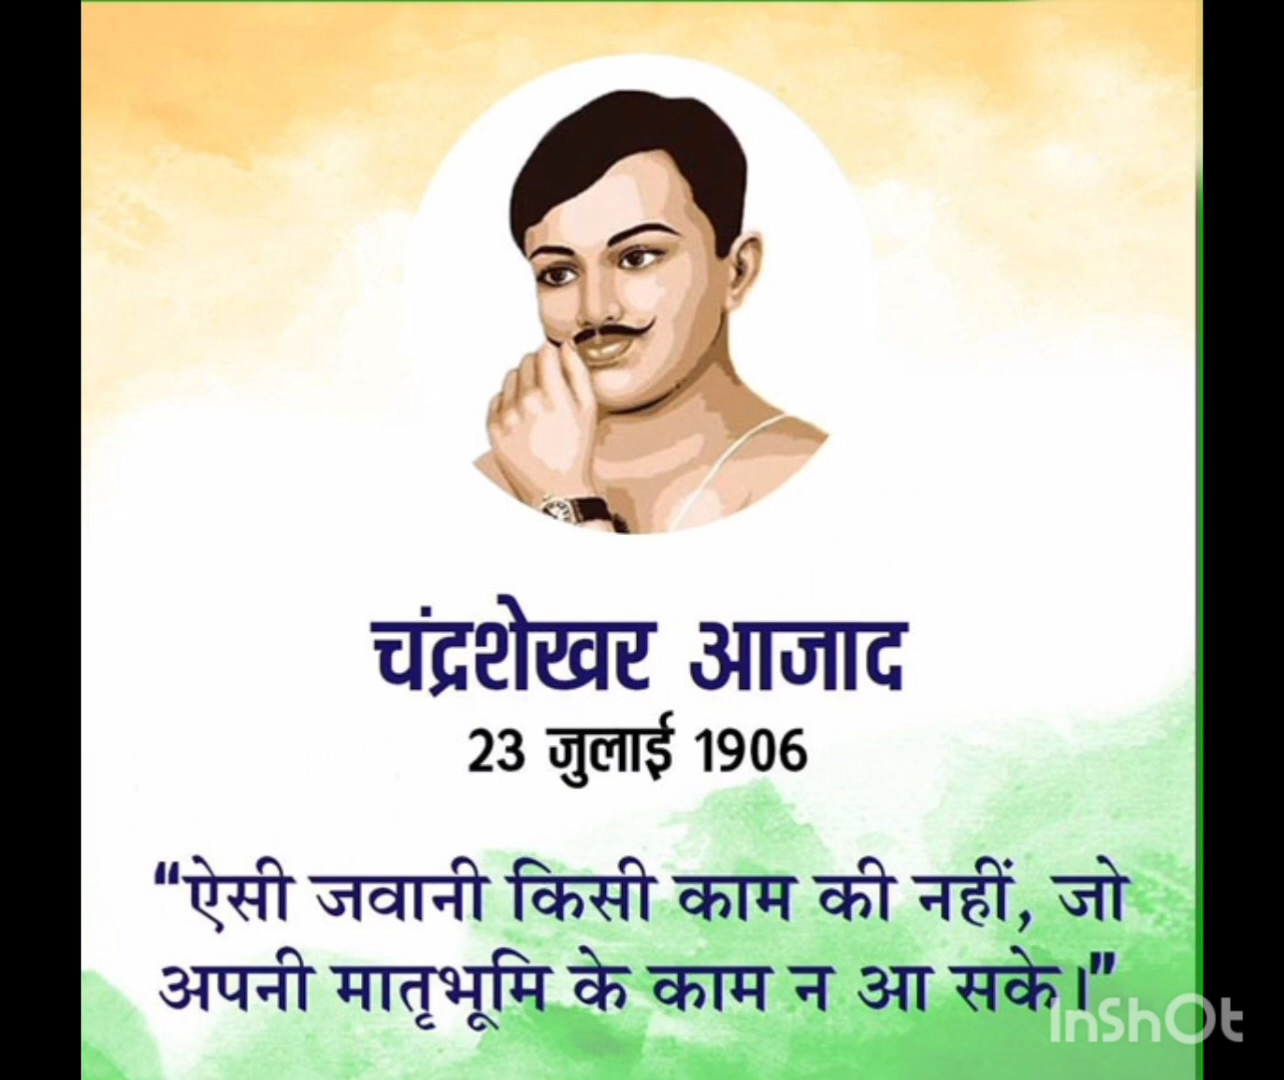 चंद्रशेखर आजाद
23 जुलाई 1906
“ऐसी जवानी किसी काम की नहीं, जो
अपनी मातृभूमि के काम न आ सके।”
InShOt